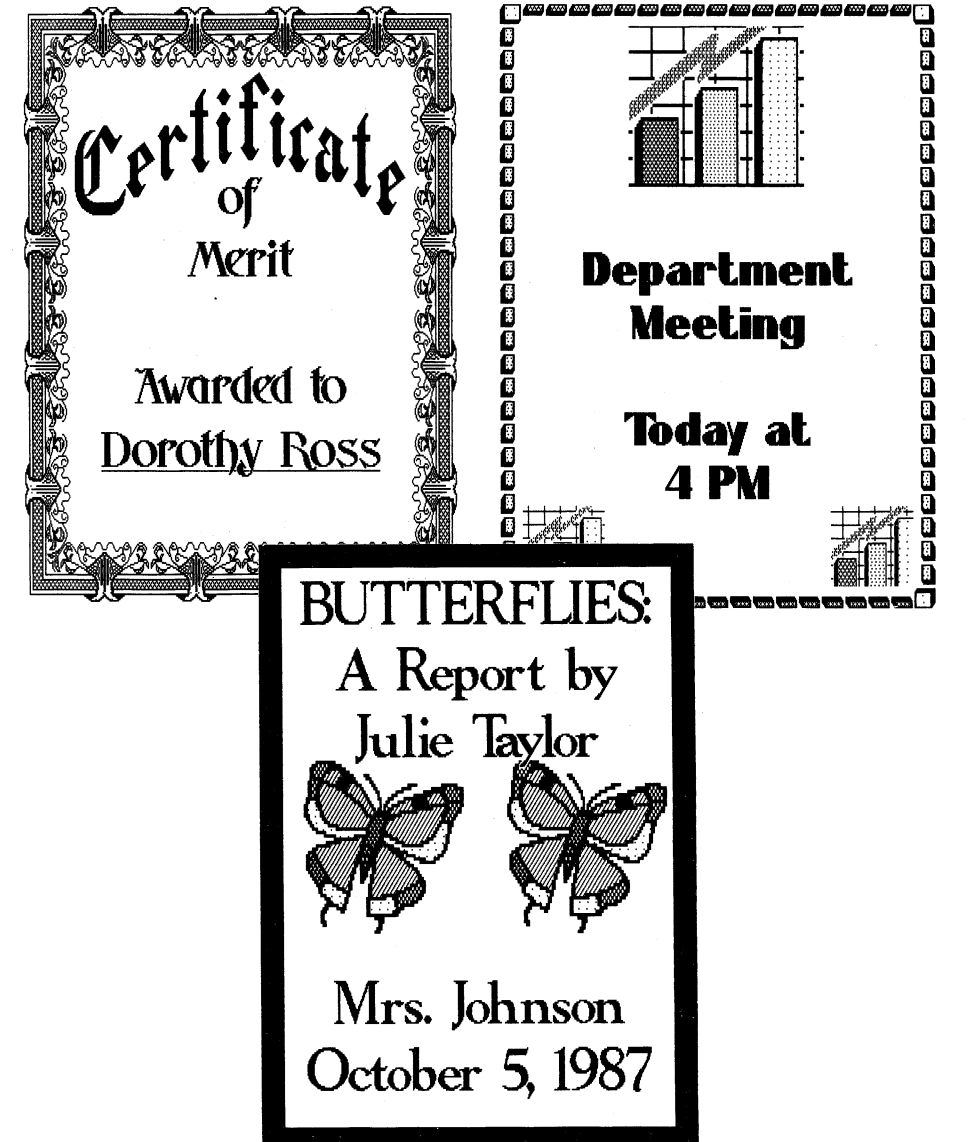 Certificate
of
Merit
Awarded to
Dorothy Ross
Department
Meeting
Today at
4 PM
BUTTERFLIES:
A Report by
Julie Taylor
Mrs. Johnson
October 5, 1987